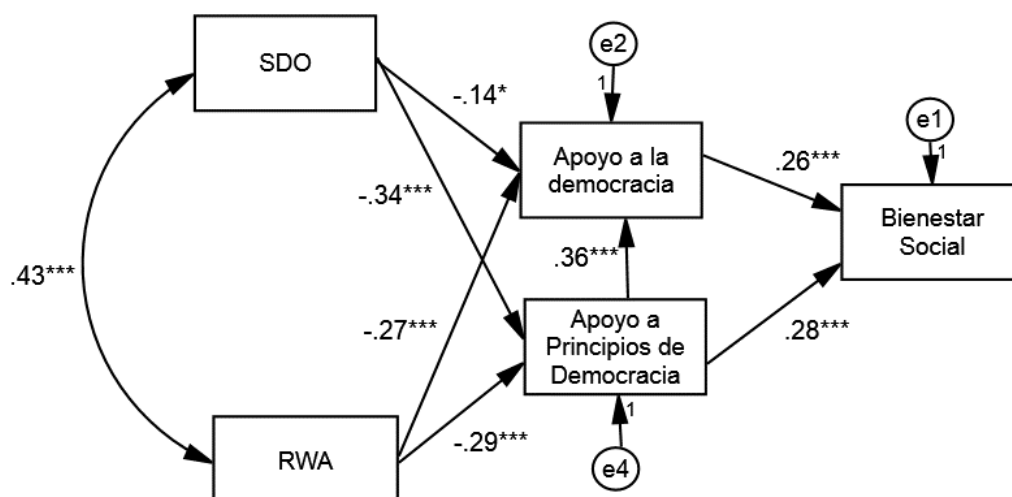 SDO
e2
1
-.14*
Apoyo a la
democracia
e1
1
.26***
Bienestar
Social
-.34***
.43***
.36***
-.27***
Apoyo a
Principios de
Democracia
.28***
1
-.29***
RWA
e4